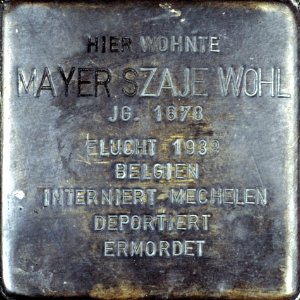 HIER WOHNTE
MAYER SZAJE WOHL
JG. 1878
FLUCHT 1939
BELGIEN
INTERNIERT MECHELEN
DEPORTIERT
ERMORDET